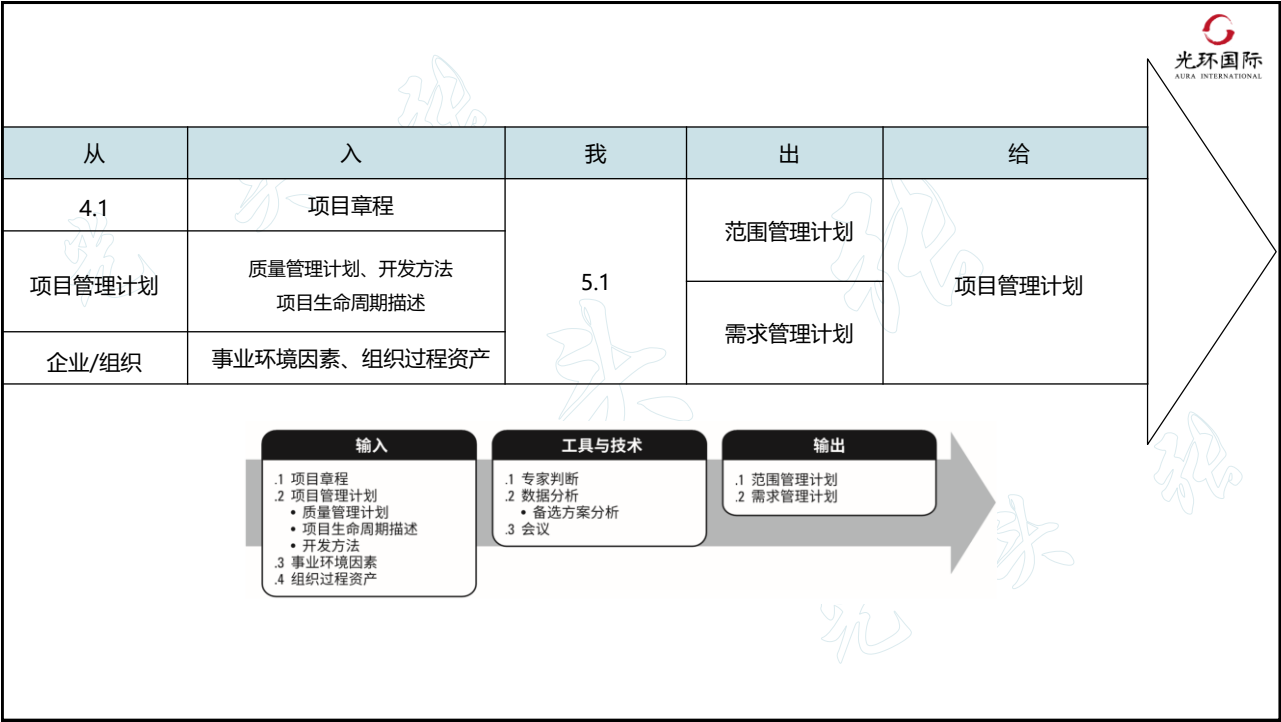 光环国际
AURA INTERNATIONAL
从 入 我 出 给
4.1 项目章程
范围管理计划
质量管理计划、开发方法
项目管理计划 5.1 项目管理计划
项目生命周期描述
需求管理计划
企业/组织 事业环境因素、组织过程资产
输入
.1 项目章程
.2 项目管理计划
• 质量管理计划
• 项目生命周期描述
• 开发方法
.3 事业环境因素
.4 组织过程资产
工具与技术
.1 专家判断
.2 数据分析
• 备选方案分析
.3 会议
输出
.1 范围管理计划
.2 需求管理计划